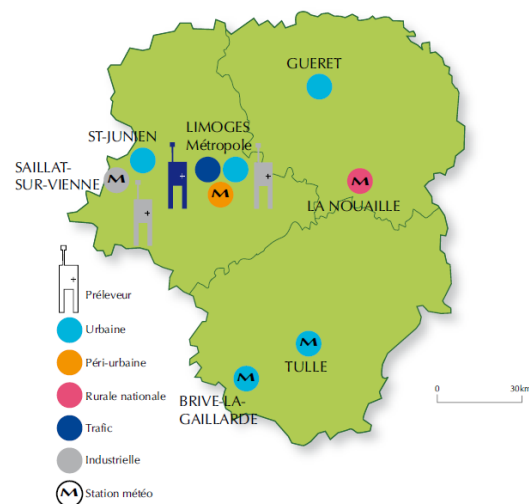 GUERET
ST-JUNIEN
LIMOGES
Métropole
SAILLAT-
SUR-VIENNE
M
M
M
LA NOUAILLE
M
TULLE
M
BRIVE-LA-
GAILLARDE
Préleveur
Urbaine
Péri-urbaine
Rurale nationale
Trafic
Industrielle
M Station météo
0 30km